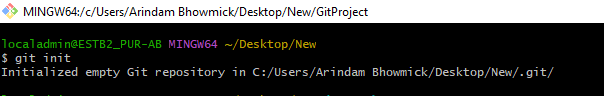 MINGW64:/c/Users/Arindam Bhowmick/Desktop/New/GitProject
localadmin@ESTB2_PUR-AB MINGW64 ~/Desktop/New
$ git init
Initialized empty Git repository in C:/Users/Arindam Bhowmick/Desktop/New/.git/